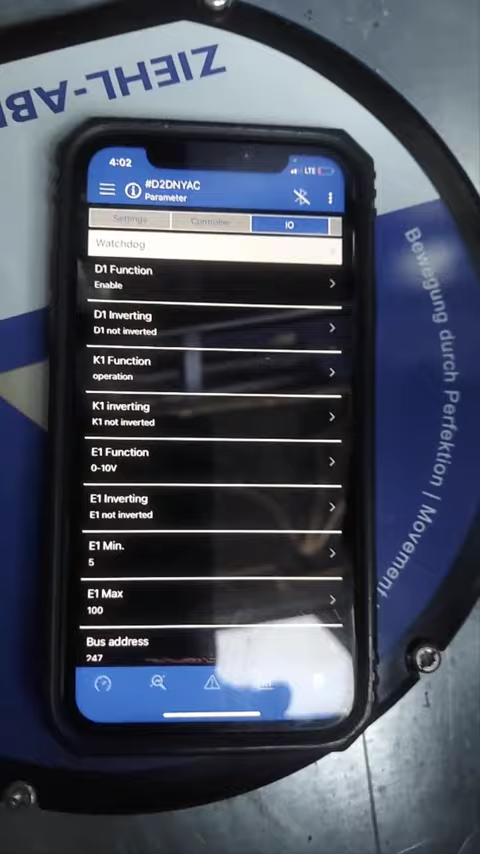 ZIEHL-AB
4:02
LTE
#D2DNYAC
Parameter
Settings
Controller
IO
Watchdog
D1 Function
Enable
D1 Inverting
D1 not inverted
K1 Function
operation
K1 inverting
K1 not inverted
E1 Function
0-10V
E1 Inverting
E1 not inverted
E1 Min.
5
E1 Max
100
Bus address
247
Bewegung durch Perfektion / Movement